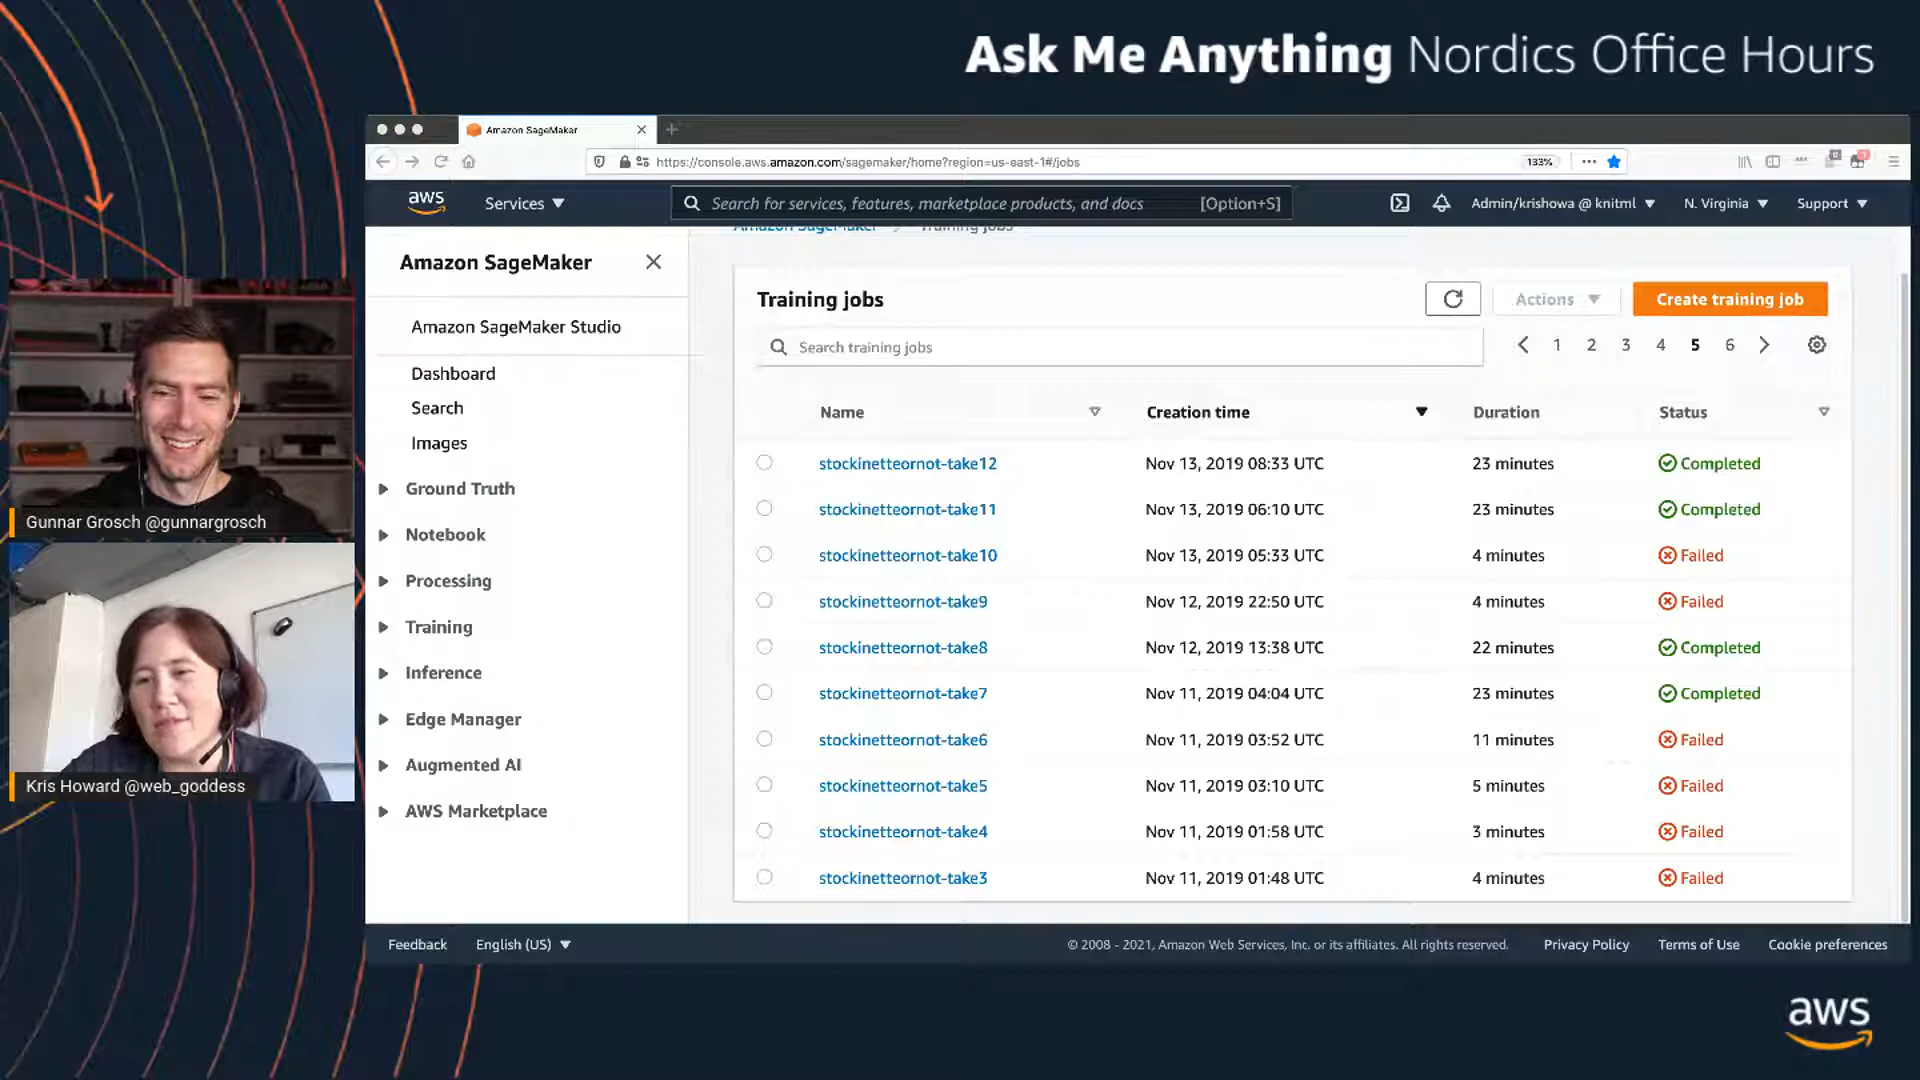 Ask Me Anything Nordics Office Hours
Amazon SageMaker
https://console.aws.amazon.com/sagemaker/home?region=us-east-1#/jobs
133%
aws
Services
Search for services, features, marketplace products, and docs
[Option+S]
Admin/krishowa @ knitml
N. Virginia
Support
Amazon SageMaker
Amazon SageMaker Studio
Dashboard
Search
Images
Ground Truth
Notebook
Processing
Training
Inference
Edge Manager
Augmented AI
AWS Marketplace
Amazon SageMaker
Training jobs
Training jobs
Actions
Create training job
Search training jobs
1 2 3 4 5 6
Name Creation time Duration Status
stockinetteornot-take12 Nov 13, 2019 08:33 UTC 23 minutes Completed
stockinetteornot-take11 Nov 13, 2019 06:10 UTC 23 minutes Completed
stockinetteornot-take10 Nov 13, 2019 05:33 UTC 4 minutes Failed
stockinetteornot-take9 Nov 12, 2019 22:50 UTC 4 minutes Failed
stockinetteornot-take8 Nov 12, 2019 13:38 UTC 22 minutes Completed
stockinetteornot-take7 Nov 11, 2019 04:04 UTC 23 minutes Completed
stockinetteornot-take6 Nov 11, 2019 03:52 UTC 11 minutes Failed
stockinetteornot-take5 Nov 11, 2019 03:10 UTC 5 minutes Failed
stockinetteornot-take4 Nov 11, 2019 01:58 UTC 3 minutes Failed
stockinetteornot-take3 Nov 11, 2019 01:48 UTC 4 minutes Failed
Gunnar Grosch @gunnargrosch
Kris Howard @web_goddess
Feedback
English (US)
© 2008 - 2021, Amazon Web Services, Inc. or its affiliates. All rights reserved.
Privacy Policy
Terms of Use
Cookie preferences
aws